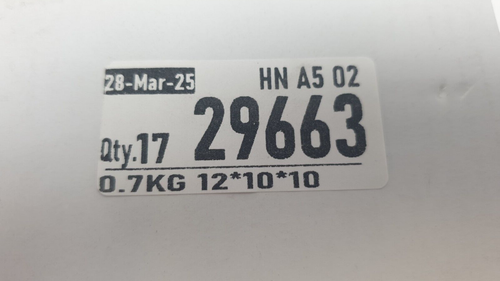 28-Mar-25 HN A5 02
Qty.17 29663
0.7KG 12*10*10